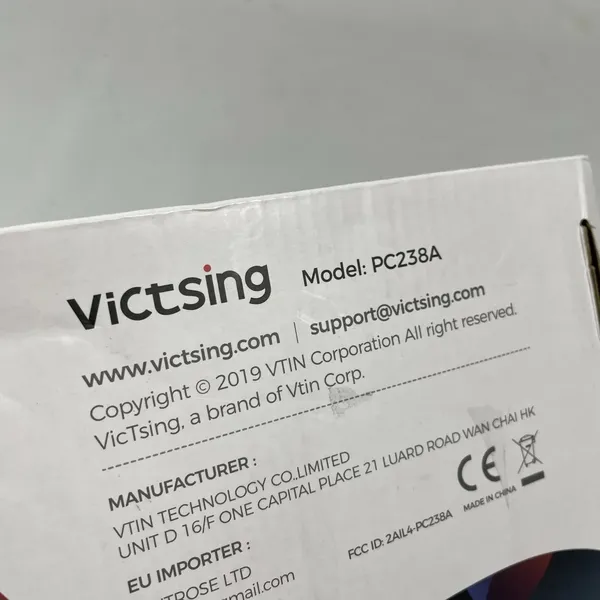 Victsing Model: PC238A
www.victsing.com | support@victsing.com
Copyright © 2019 VTIN Corporation All right reserved.
VicTsing, a brand of Vtin Corp.
MANUFACTURER :
VTIN TECHNOLOGY CO.,LIMITED
UNIT D 16/F ONE CAPITAL PLACE 21 LUARD ROAD WAN CHAI HK
CE
MADE IN CHINA
FCC ID: 2AIL4-PC238A
EU IMPORTER :
LTD